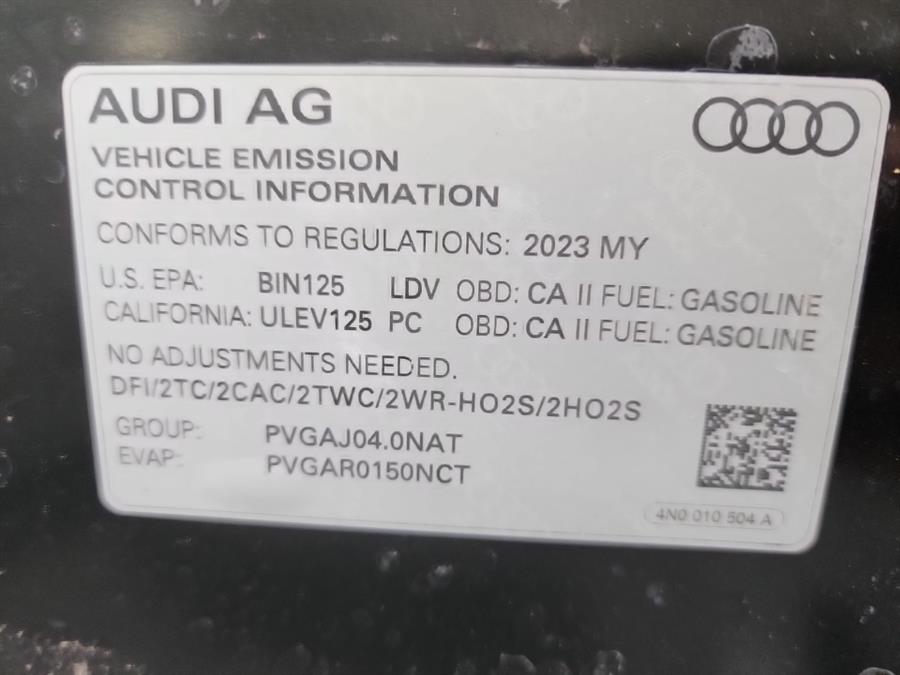 AUDI AG
VEHICLE EMISSION
CONTROL INFORMATION
CONFORMS TO REGULATIONS: 2023 MY
U.S. EPA: BIN125 LDV OBD: CA II FUEL: GASOLINE
CALIFORNIA: ULEV125 PC OBD: CA II FUEL: GASOLINE
NO ADJUSTMENTS NEEDED.
DFI/2TC/2CAC/2TWC/2WR-HO2S/2HO2S
GROUP: PVGAJ04.0NAT
EVAP: PVGAR0150NCT
4N0 010 504 A